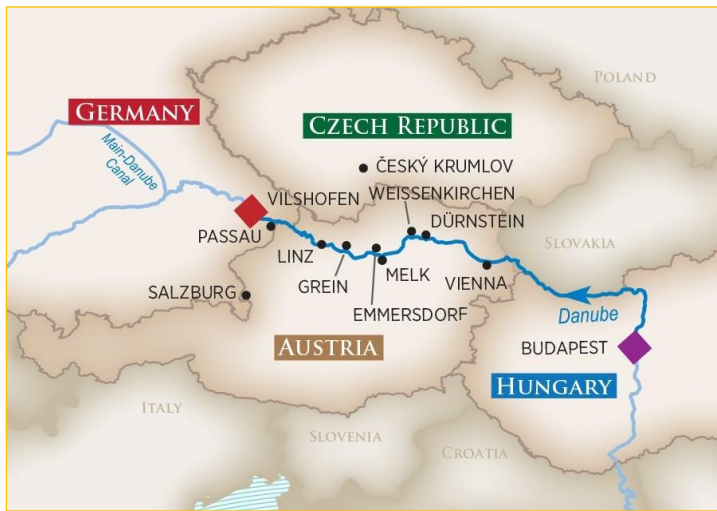 POLAND
GERMANY
CZECH REPUBLIC
Main-Danube
Canal
ČESKÝ KRUMLOV
WEISSENKIRCHEN
VILSHOFEN
DÜRNSTEIN
PASSAU
LINZ
SLOVAKIA
MELK
VIENNA
GREIN
SALZBURG
EMMERSDORF
Danube
AUSTRIA
BUDAPEST
HUNGARY
ITALY
SLOVENIA
CROATIA